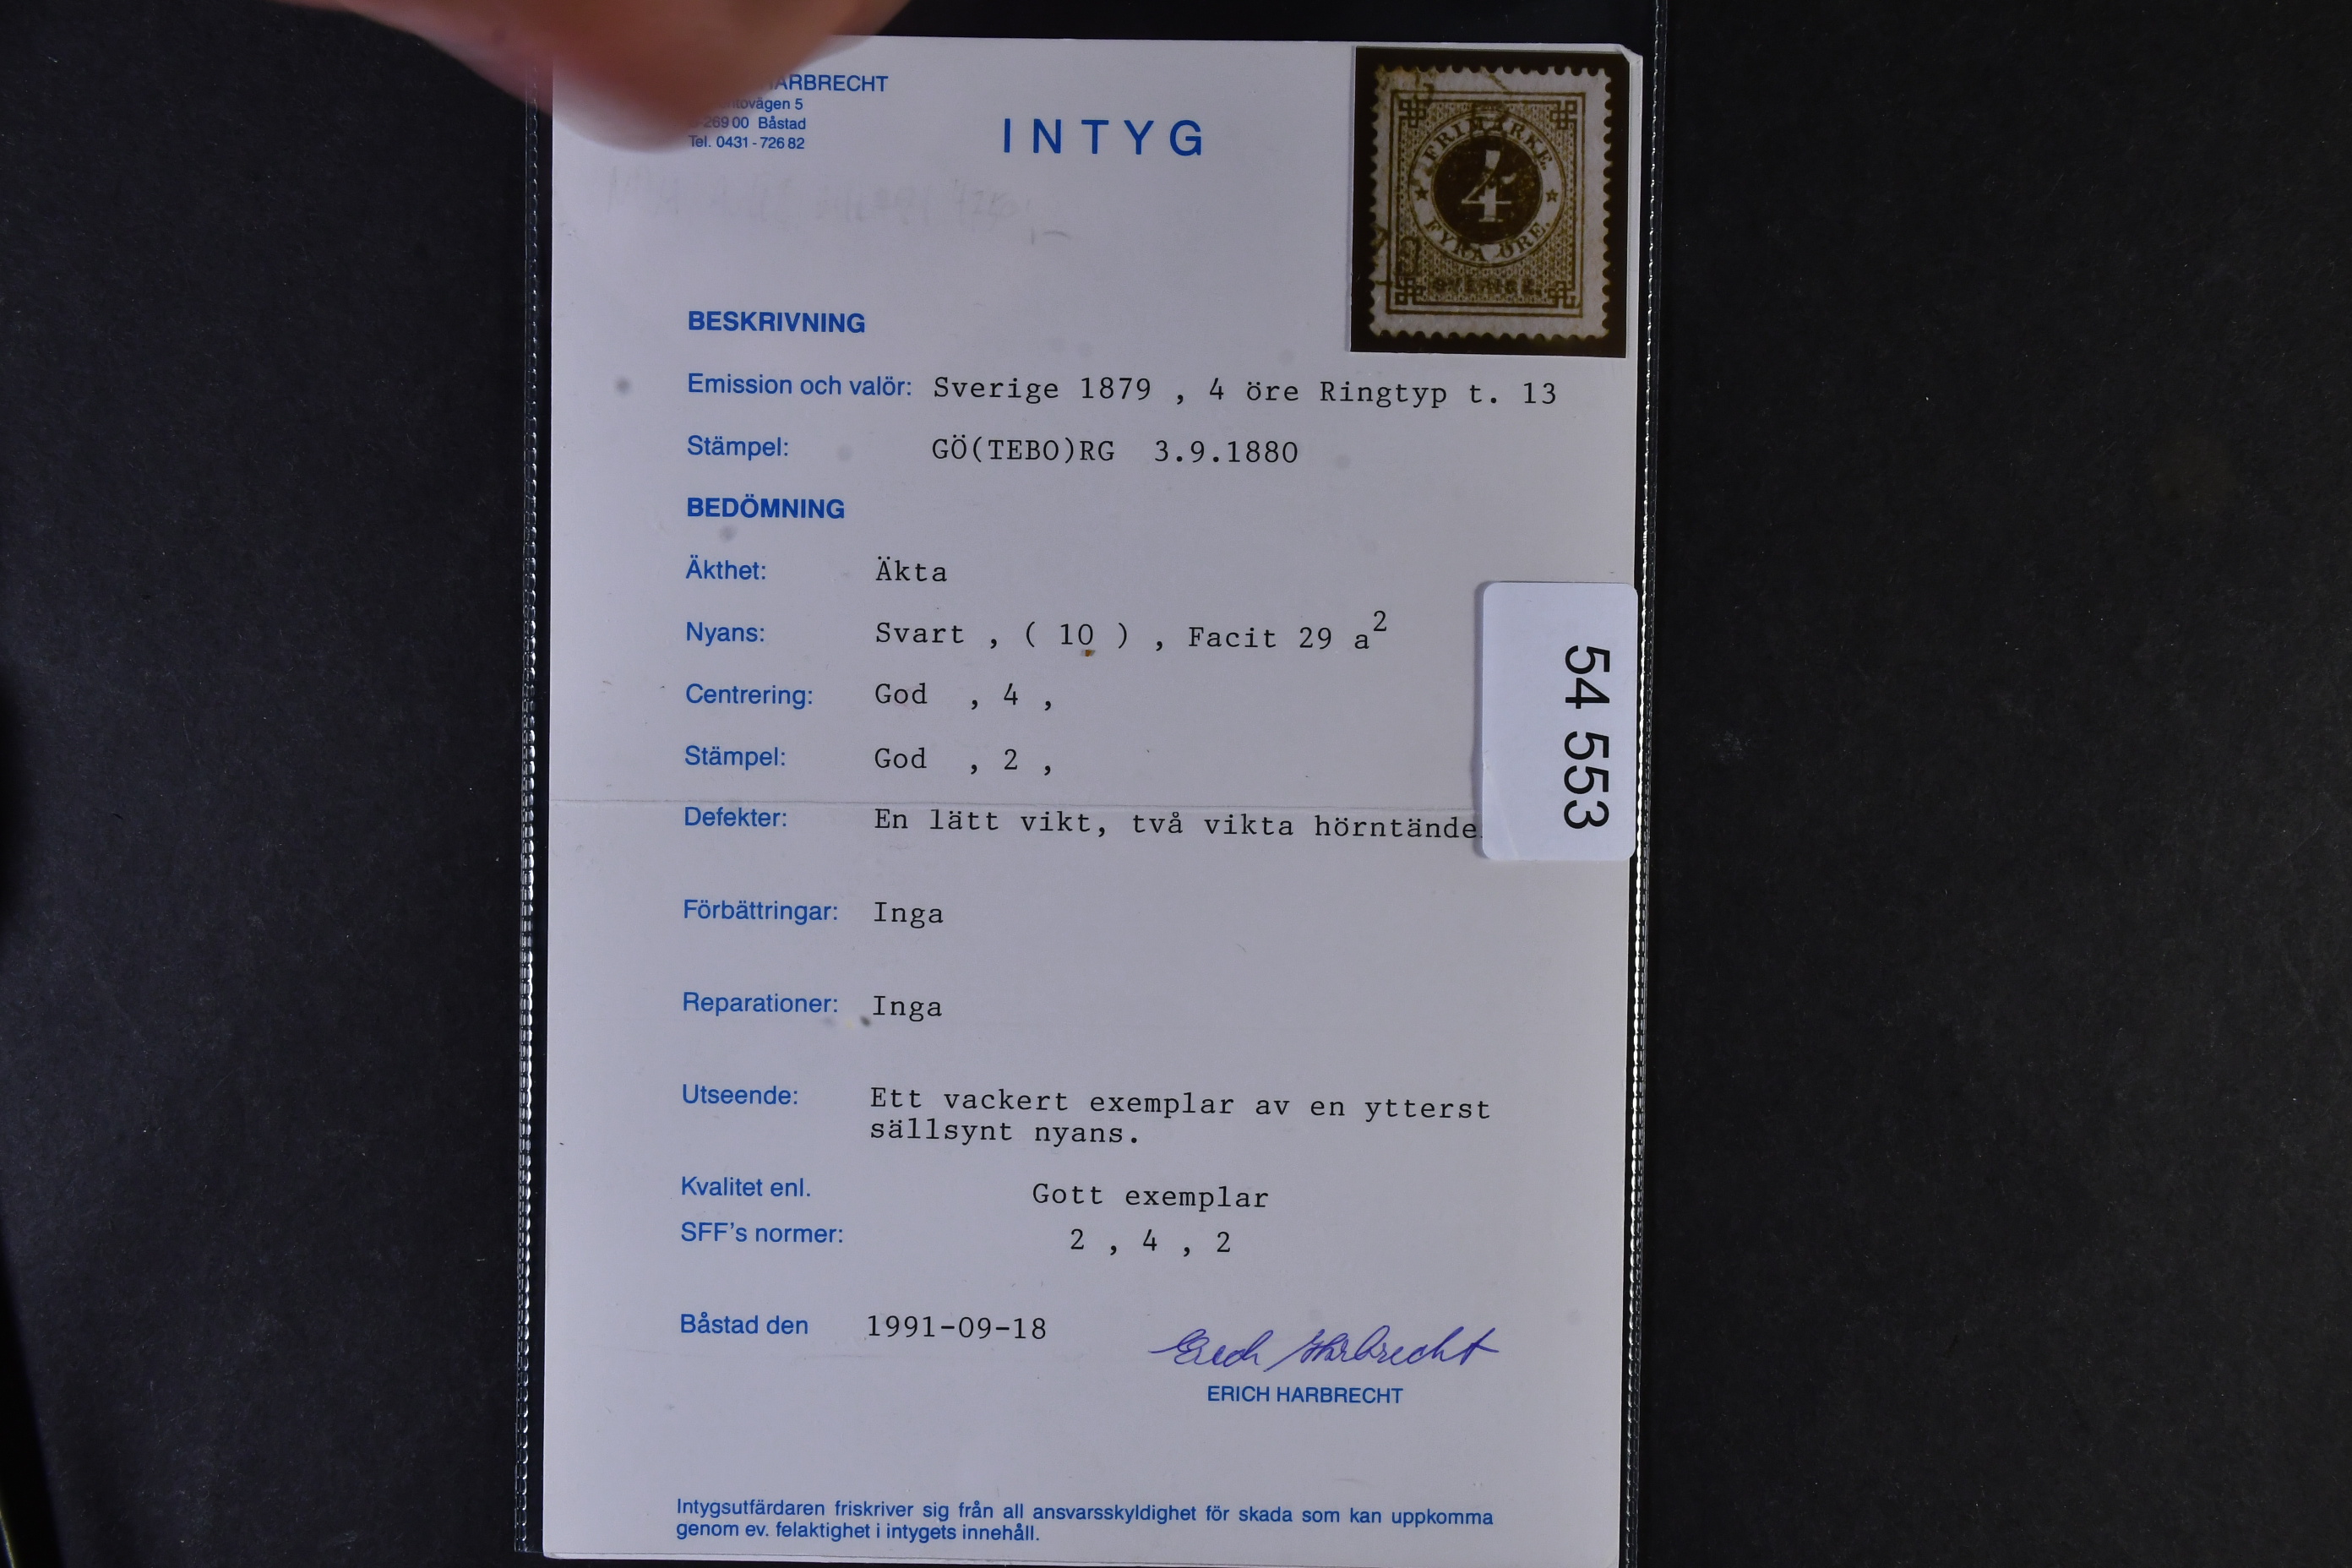 HARBRECHT
5
269 00 Båstad
Tel. 0431 - 726 82
INTYG
FRIMÄRKE
4
FYRA ÖRE
SVERIGE
BESKRIVNING
Emission och valör: Sverige 1879 , 4 öre Ringtyp t. 13
Stämpel: GÖ(TEBO)RG 3.9.1880
BEDÖMNING
Äkthet: Äkta
Nyans: Svart , ( 10 ) , Facit 29 a²
Centrering: God , 4 ,
Stämpel: God , 2 ,
Defekter: En lätt vikt, två vikta hörntände
54 553
Förbättringar: Inga
Reparationer: Inga
Utseende: Ett vackert exemplar av en ytterst
sällsynt nyans.
Kvalitet enl. Gott exemplar
SFF's normer: 2 , 4 , 2
Båstad den 1991-09-18
Erich Harbrecht
ERICH HARBRECHT
Intygsutfärdaren friskriver sig från all ansvarsskyldighet för skada som kan uppkomma
genom ev. felaktighet i intygets innehåll.